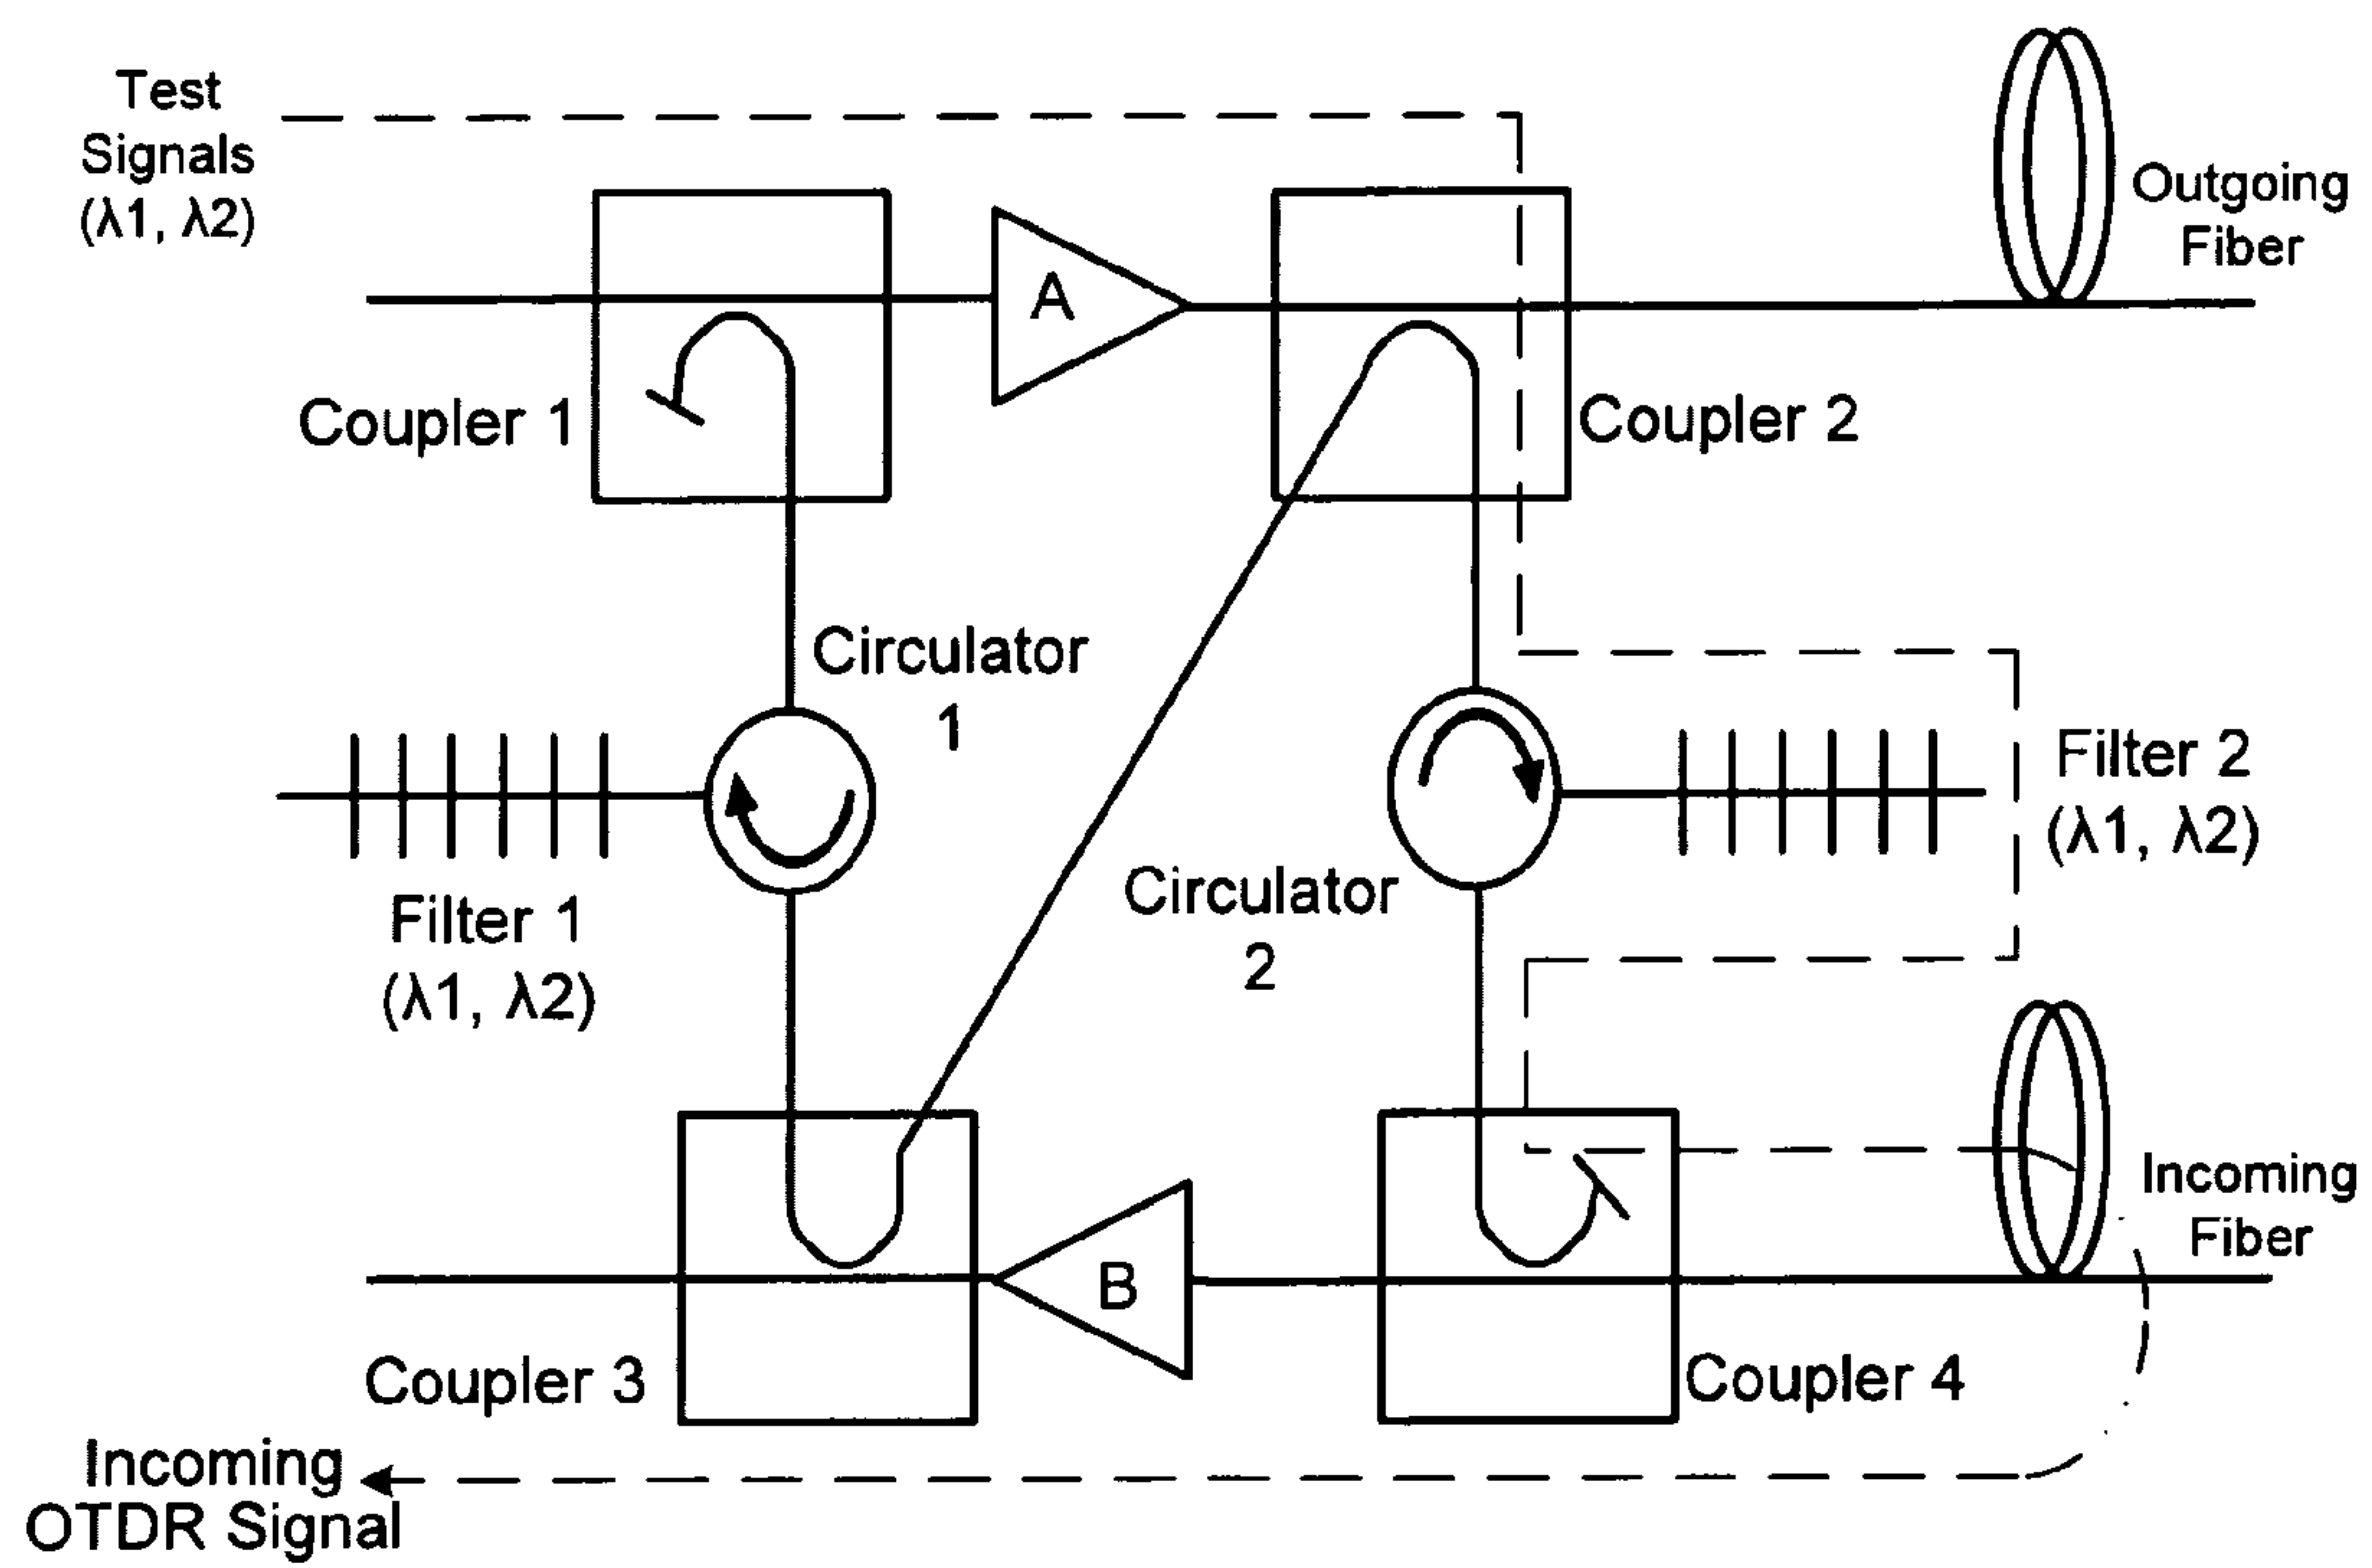 Test
Signals
(λ1, λ2)
Outgoing
Fiber
A
Coupler 1
Coupler 2
Circulator
1
Filter 2
(λ1, λ2)
Filter 1
(λ1, λ2)
Circulator
2
Incoming
Fiber
B
Coupler 3
Coupler 4
Incoming
OTDR Signal